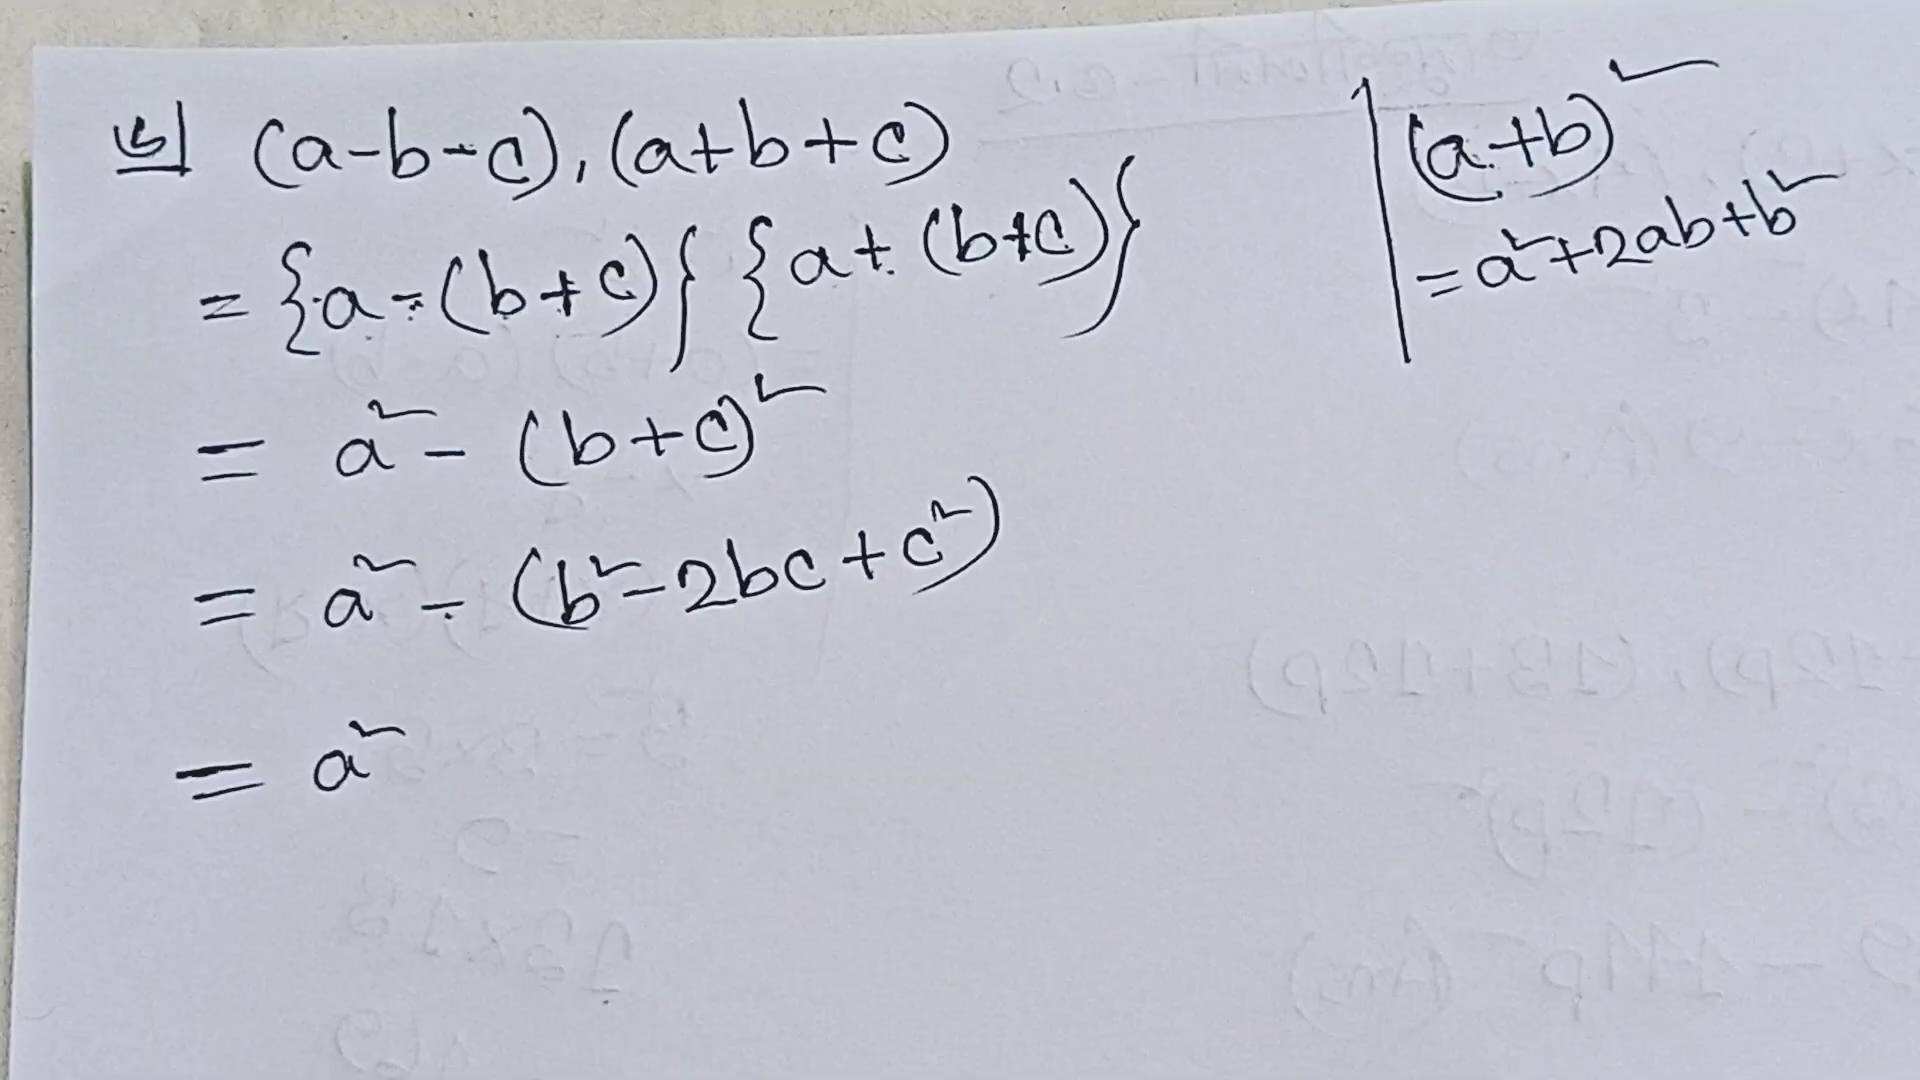 ৬| (a-b-c), (a+b+c)
= {a-(b+c)} {a+(b+c)}
= a² - (b+c)²
= a² - (b²-2bc+c²)
= a²
(a+b)²
= a²+2ab+b²